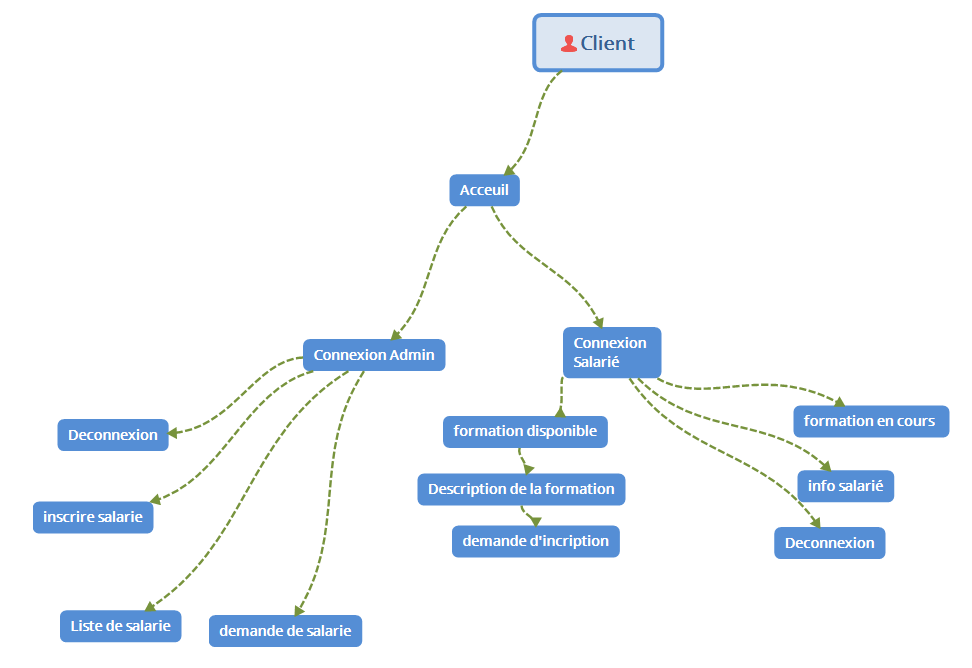 Client
Acceuil
Connexion Admin
Connexion
Salarié
Deconnexion
inscrire salarie
Liste de salarie
demande de salarie
formation disponible
Description de la formation
demande d'incription
formation en cours
info salarié
Deconnexion